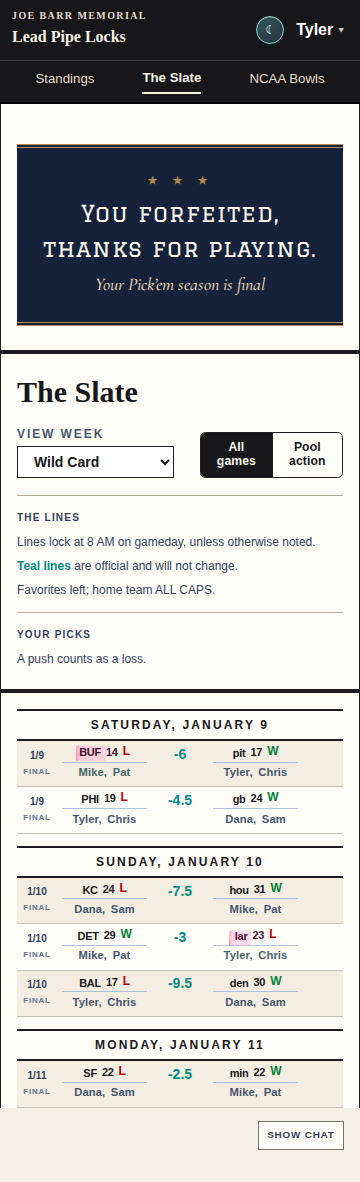 JOE BARR MEMORIAL
Lead Pipe Locks
Tyler
Standings The Slate NCAA Bowls
★ ★ ★
YOU FORFEITED,
THANKS FOR PLAYING.
Your Pick'em season is final
The Slate
VIEW WEEK
Wild Card
All games
Pool action
THE LINES
Lines lock at 8 AM on gameday, unless otherwise noted.
Teal lines are official and will not change.
Favorites left; home team ALL CAPS.
YOUR PICKS
A push counts as a loss.
SATURDAY, JANUARY 9
1/9 BUF 14 L -6 pit 17 W
FINAL Mike, Pat Tyler, Chris
1/9 PHI 19 L -4.5 gb 24 W
FINAL Tyler, Chris Dana, Sam
SUNDAY, JANUARY 10
1/10 KC 24 L -7.5 hou 31 W
FINAL Dana, Sam Mike, Pat
1/10 DET 29 W -3 lar 23 L
FINAL Mike, Pat Tyler, Chris
1/10 BAL 17 L -9.5 den 30 W
FINAL Tyler, Chris Dana, Sam
MONDAY, JANUARY 11
1/11 SF 22 L -2.5 min 22 W
FINAL Dana, Sam Mike, Pat
SHOW CHAT